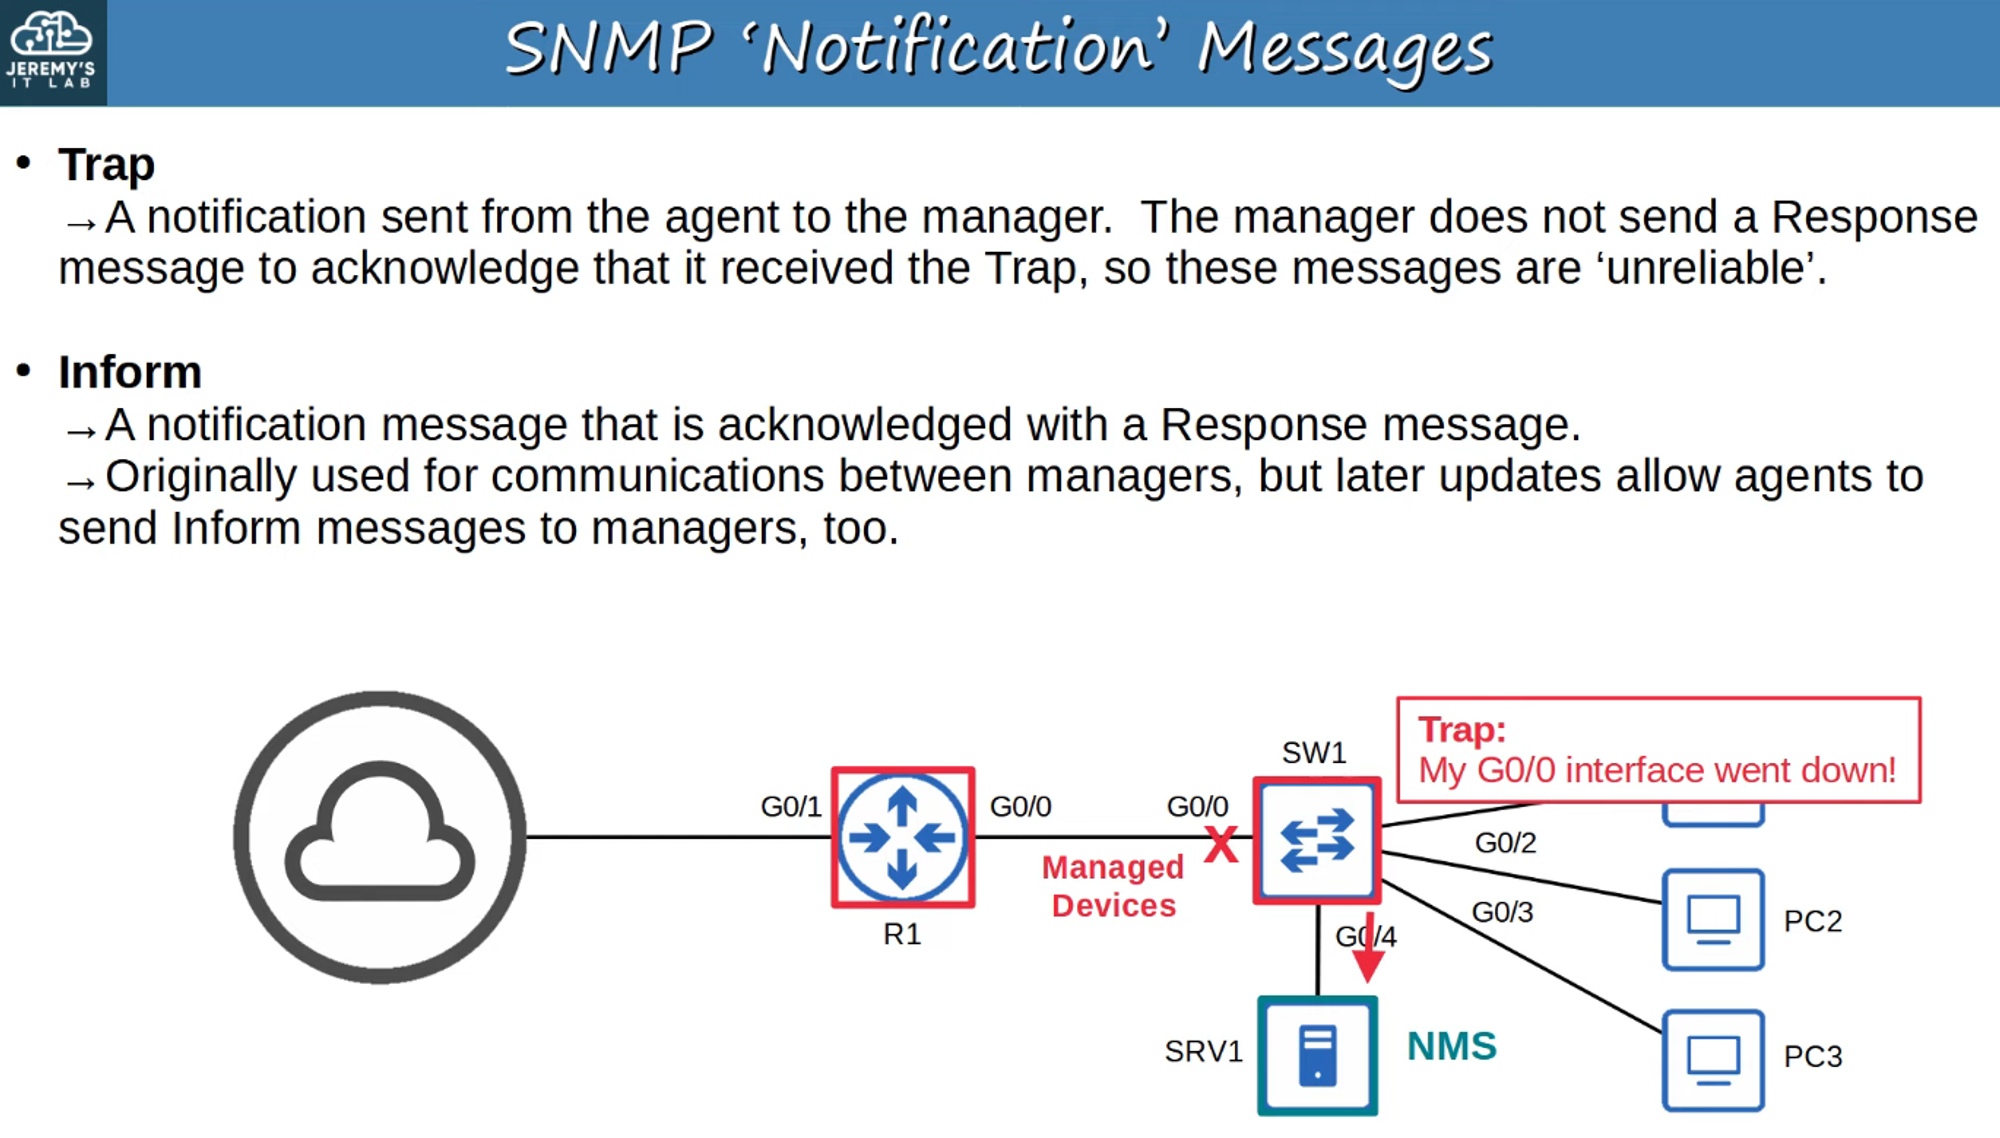 JEREMY'S
IT LAB
SNMP ‘Notification’ Messages
• Trap
→A notification sent from the agent to the manager.  The manager does not send a Response
message to acknowledge that it received the Trap, so these messages are ‘unreliable’.
• Inform
→A notification message that is acknowledged with a Response message.
→Originally used for communications between managers, but later updates allow agents to
send Inform messages to managers, too.
Trap:
My G0/0 interface went down!
SW1
G0/1
G0/0
G0/0
X
Managed
Devices
R1
G0/2
G0/3
G0/4
PC2
SRV1
NMS
PC3